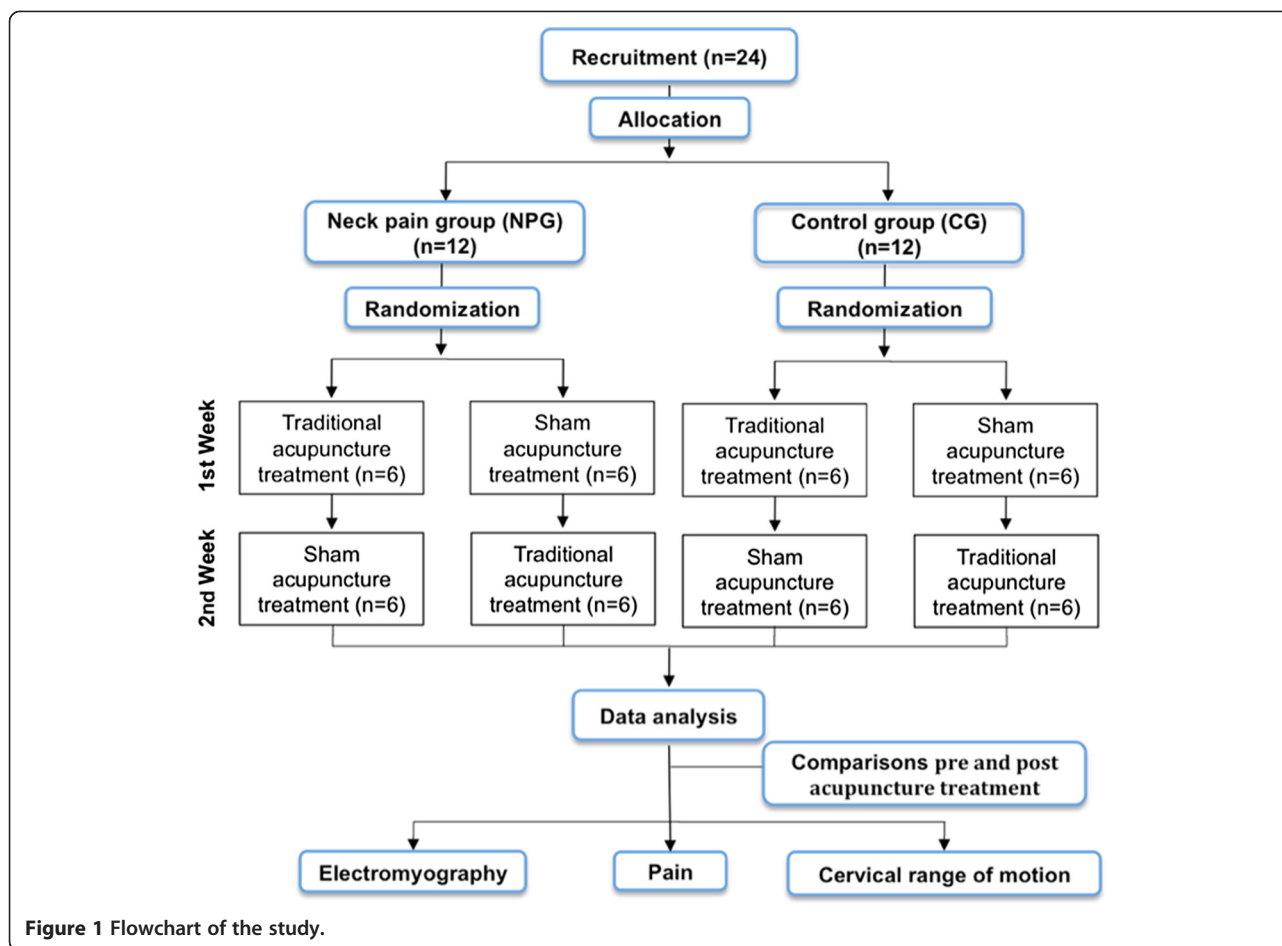 Recruitment (n=24)
Allocation
Neck pain group (NPG)
(n=12)
Control group (CG)
(n=12)
Randomization
Randomization
1st Week
Traditional
acupuncture
treatment (n=6)
Sham
acupuncture
treatment (n=6)
Traditional
acupuncture
treatment (n=6)
Sham
acupuncture
treatment (n=6)
2nd Week
Sham
acupuncture
treatment (n=6)
Traditional
acupuncture
treatment (n=6)
Sham
acupuncture
treatment (n=6)
Traditional
acupuncture
treatment (n=6)
Data analysis
Comparisons pre and post
acupuncture treatment
Electromyography
Pain
Cervical range of motion
Figure 1 Flowchart of the study.